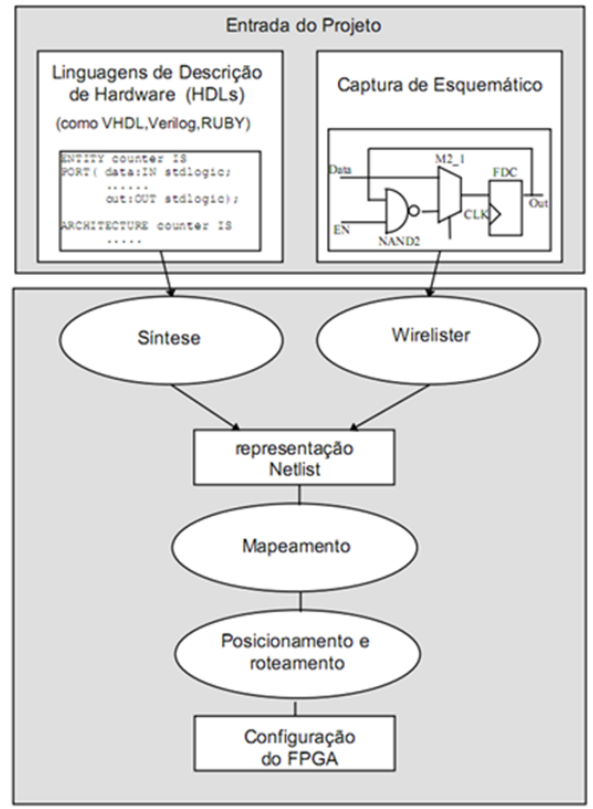 Entrada do Projeto
Linguagens de Descrição
de Hardware (HDLs)
(como VHDL,Verilog,RUBY)
ENTITY counter IS
PORT( data:IN stdlogic;
......
out:OUT stdlogic);
ARCHITECTURE counter IS
.....
Captura de Esquemático
M2_1
Data
FDC
Out
CLK
EN
NAND2
Síntese
Wirelister
representação
Netlist
Mapeamento
Posicionamento e
roteamento
Configuração
do FPGA